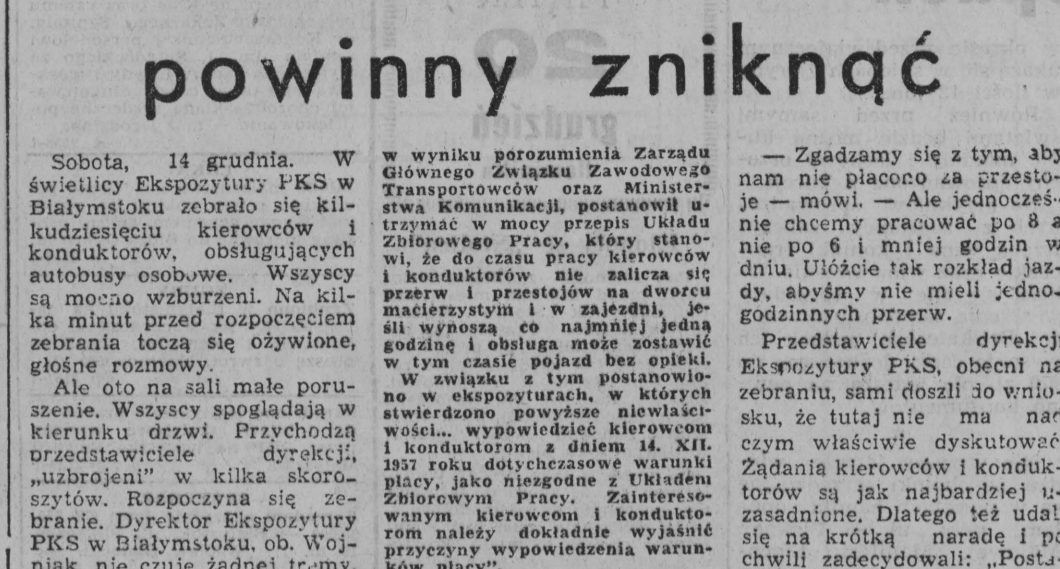 powinny zniknąć
Sobota, 14 grudnia. W
świetlicy Ekspozytury PKS w
Białymstoku zebrało się kil-
kudziesięciu kierowców i
konduktorów, obsługujących
autobusy osobowe. Wszyscy
są mocno wzburzeni. Na kil-
ka minut przed rozpoczęciem
zebrania toczą się ożywione,
głośne rozmowy.
Ale oto na sali małe poru-
szenie. Wszyscy spoglądają w
kierunku drzwi. Przychodzą
przedstawiciele dyrekcji,
„uzbrojeni” w kilka skoro-
szytów. Rozpoczyna się ze-
branie. Dyrektor Ekspozytury
PKS w Białymstoku, ob. Woj-
niak, nie czuje żadnej tremy.
w wyniku porozumienia Zarządu
Głównego Związku Zawodowego
Transportowców oraz Minister-
stwa Komunikacji, postanowił u-
trzymać w mocy przepis Układu
Zbiorowego Pracy, który stano-
wi, że do czasu pracy kierowców
i konduktorów nie zalicza się
przerw i przestojów na dworcu
macierzystym i w zajezdni, je-
śli wynoszą co najmniej jedną
godzinę i obsługa może zostawić
w tym czasie pojazd bez opieki.
W związku z tym postanowio-
no w ekspozyturach, w których
stwierdzono powyższe niewłaści-
wości... wypowiedzieć kierowcom
i konduktorom z dniem 14. XII.
1957 roku dotychczasowe warunki
płacy, jako niezgodne z Układem
Zbiorowym Pracy. Zaintereso-
wanym kierowcom i kondukto-
rom należy dokładnie wyjaśnić
przyczyny wypowiedzenia warun-
ków płacy”.
— Zgadzamy się z tym, aby
nam nie płacono za przesto-
je — mówi. — Ale jednocześ-
nie chcemy pracować po 8 a
nie po 6 i mniej godzin w
dniu. Ułóżcie tak rozkład jaz-
dy, abyśmy nie mieli jedno-
godzinnych przerw.
Przedstawiciele dyrekcji
Ekspozytury PKS, obecni na
zebraniu, sami doszli do wnio-
sku, że tutaj nie ma nad
czym właściwie dyskutować
Żądania kierowców i konduk-
torów są jak najbardziej u-
zasadnione. Dlatego też udal
się na krótką naradę i po
chwili zadecydowali: „Posta-